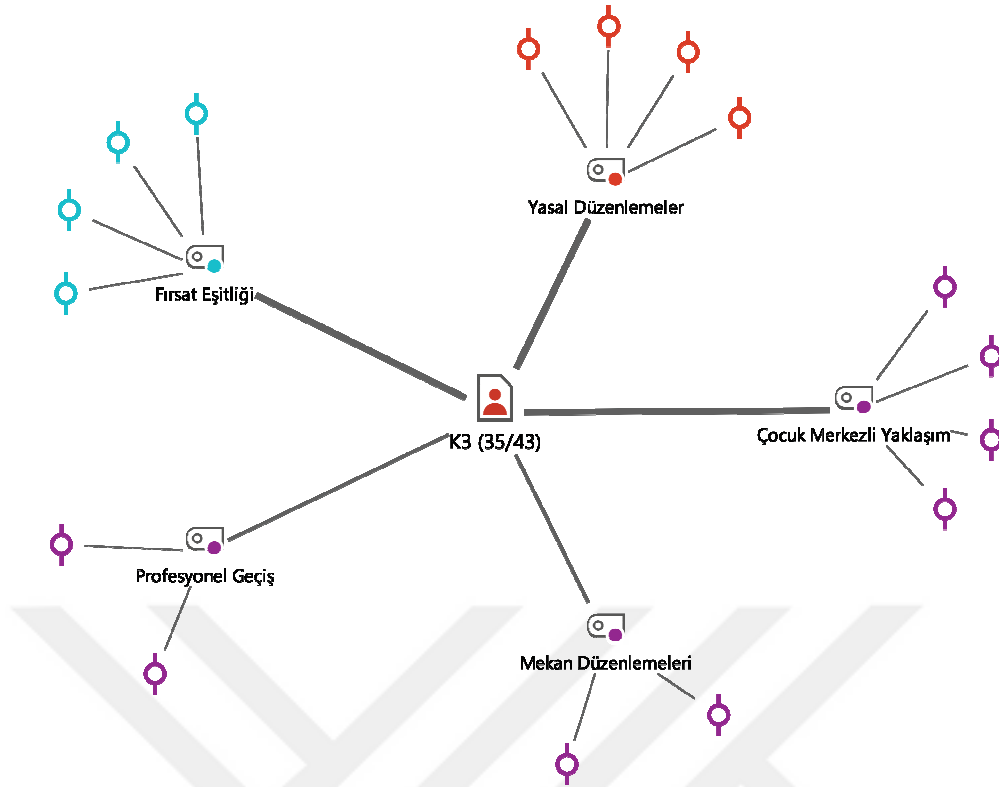 Yasal Düzenlemeler
Fırsat Eşitliği
Çocuk Merkezli Yaklaşım
K3 (35/43)
Profesyonel Geçiş
Mekan Düzenlemeleri